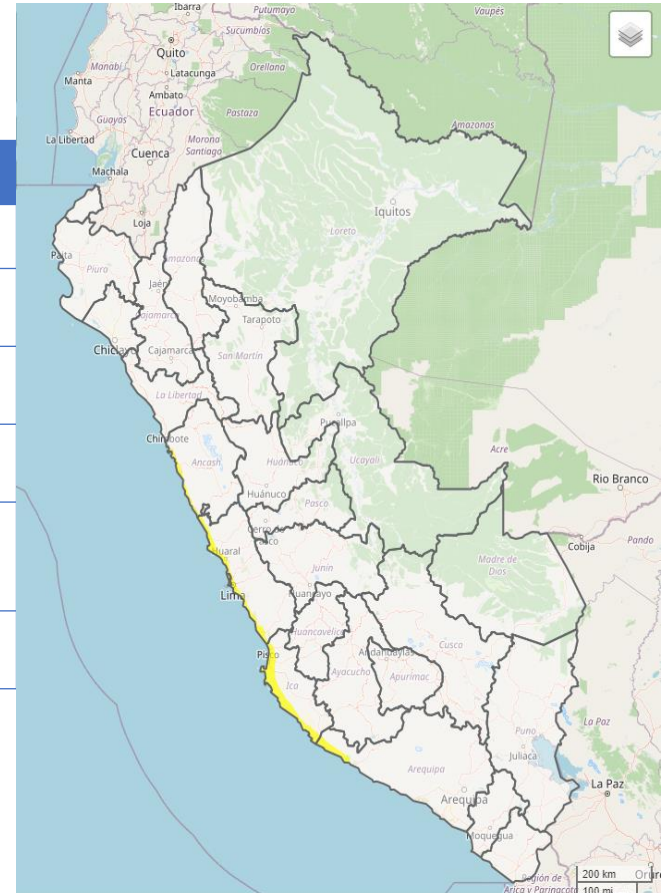 Ibarra
Putumayo
Vaupés
Sucumbíos
Quito
Manabí
Orellana
Manta
Latacunga
Ambato
Ecuador
Pastaza
Amazonas
Guayas
Morona
Santiago
La Libertad
Cuenca
Machala
Loja
Iquitos
Loreto
Paita
Piura
Jaén
Amazonas
Cajamarca
Moyobamba
Tarapoto
Chiclayo
Cajamarca
San Martín
La Libertad
Pucallpa
Chimbote
Acre
Ancash
Huánuco
Ucayali
Rio Branco
Huánuco
Pasco
Cerro de
Pasco
Cobija
Pando
Huaral
Madre de
Dios
Junín
Lima
Huancayo
Huancavelica
Cusco
Pisco
Andahuaylas
Ayacucho
Apurímac
Ica
La Paz
Puno
Juliaca
Arequipa
La Paz
Arequipa
Moquegua
200 km
100 mi
Región de
Arica y Parinacota